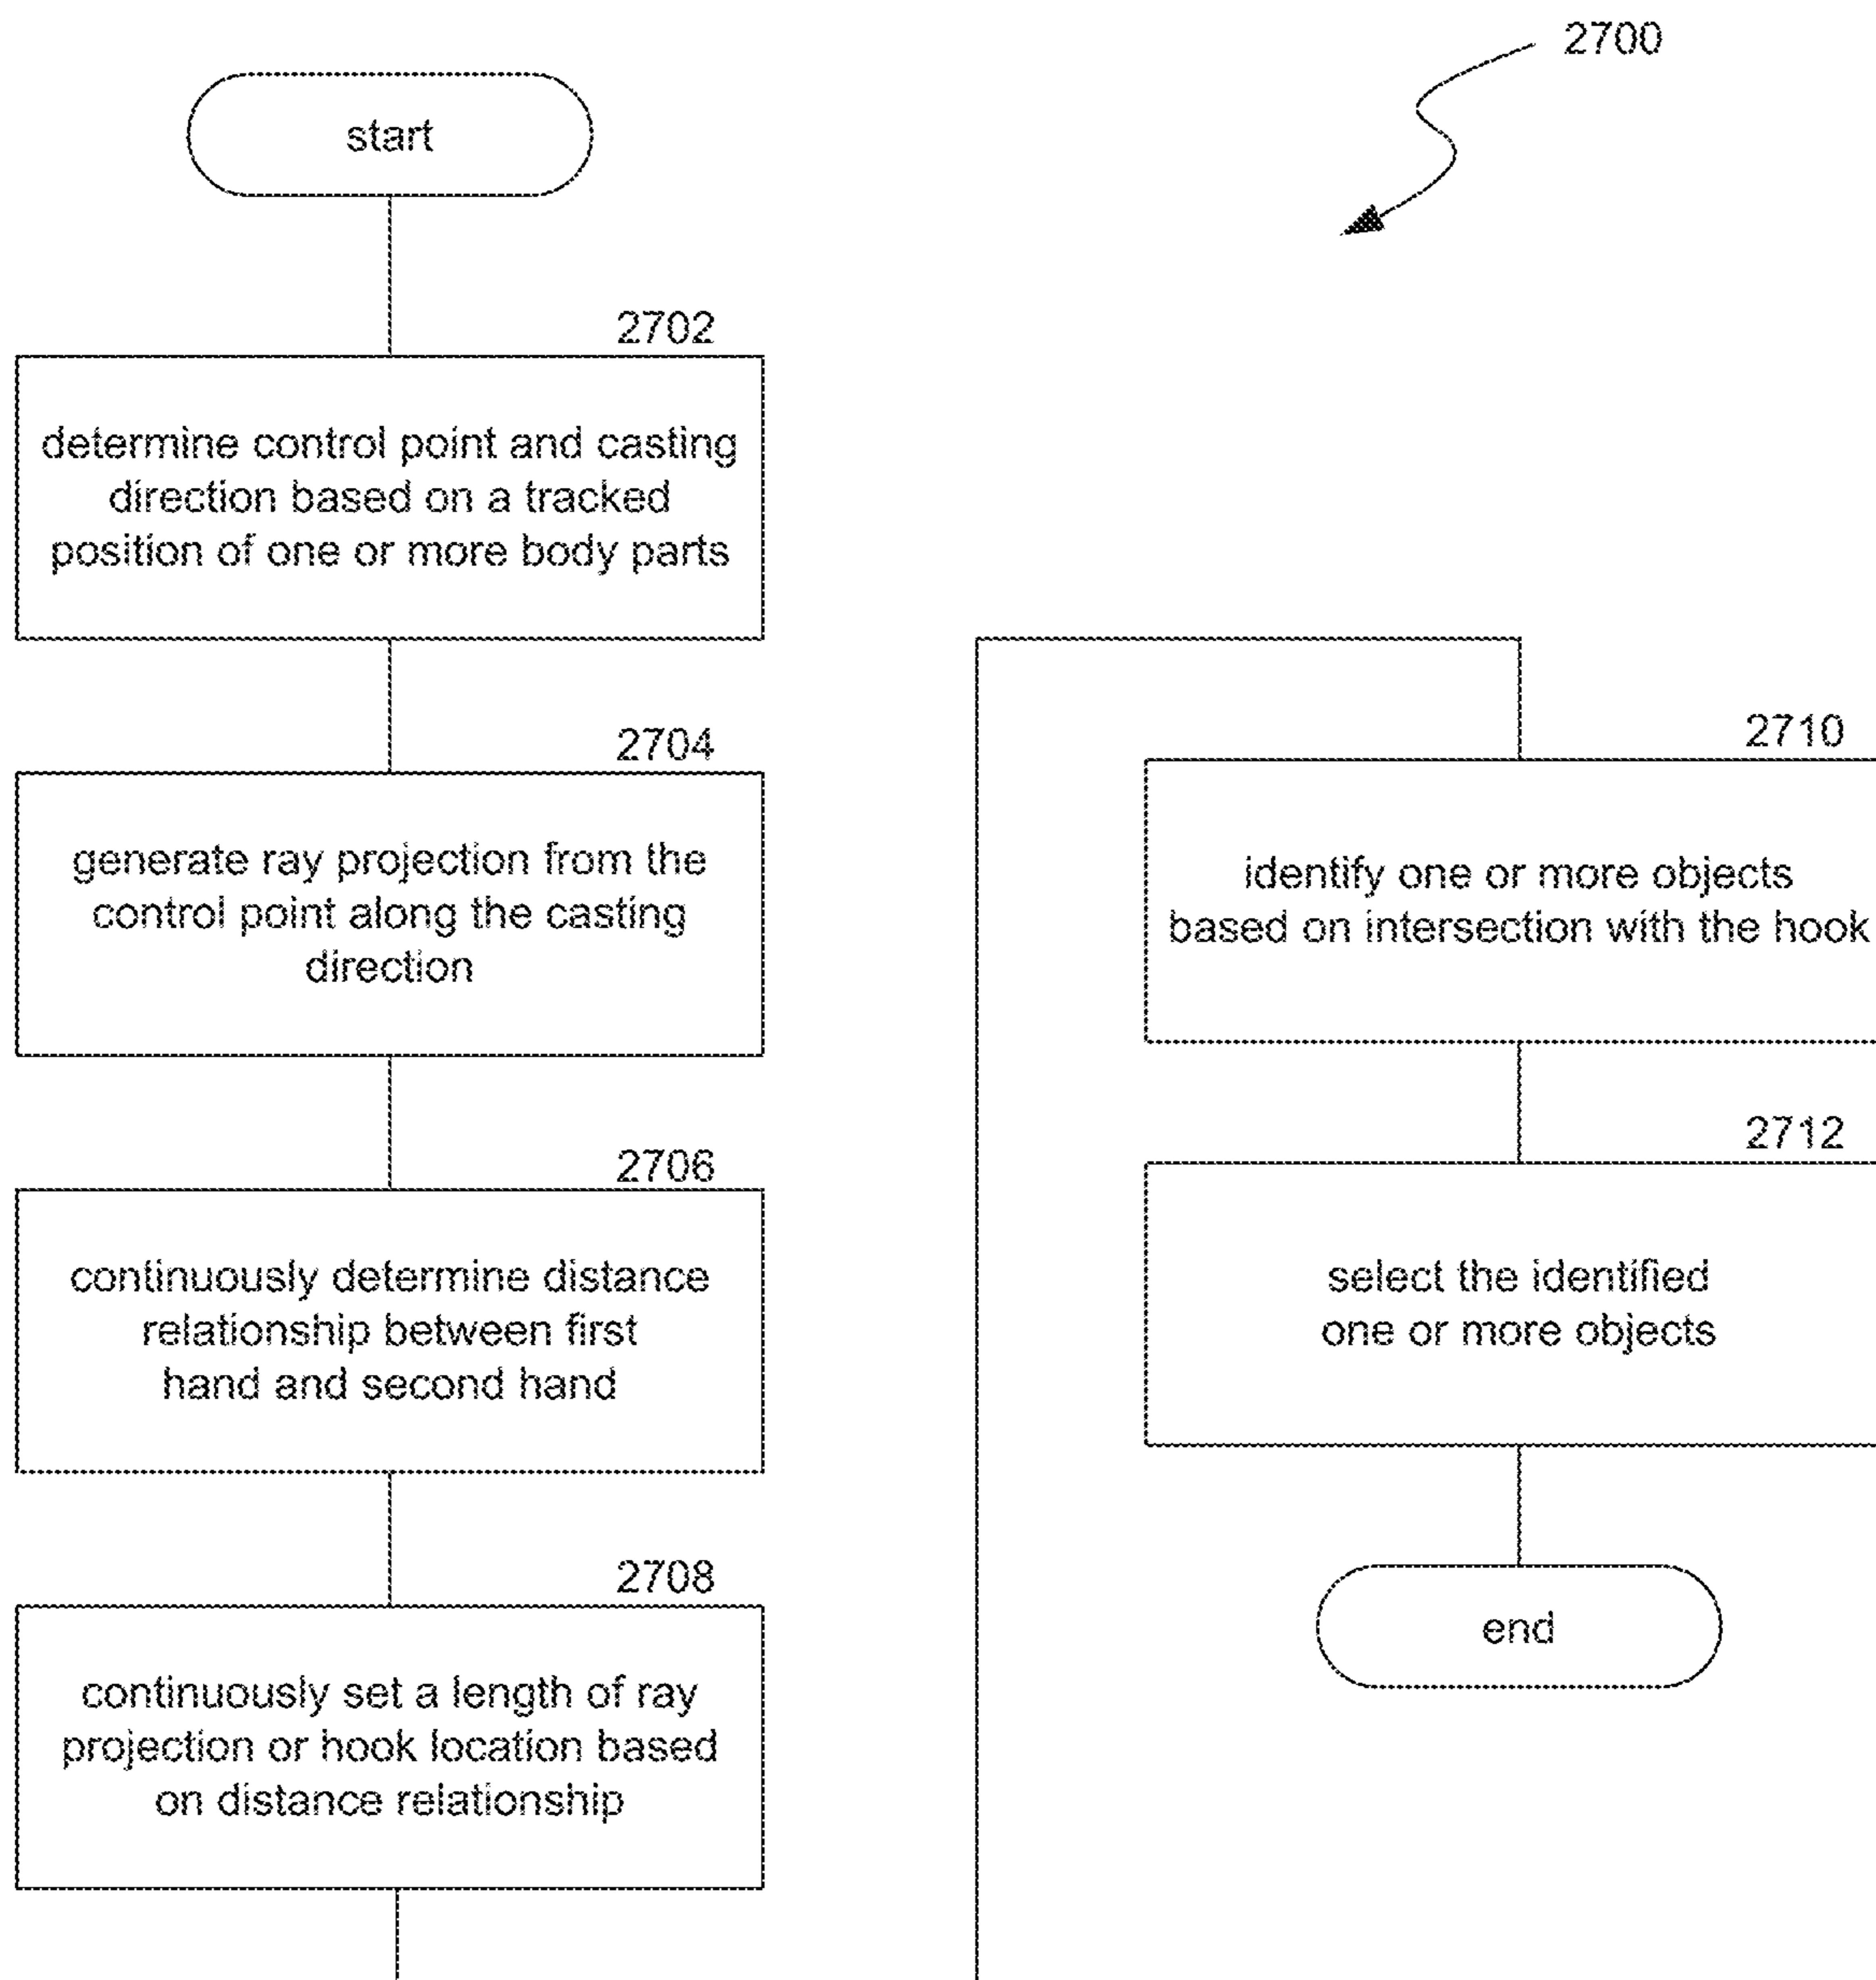 2700
start
2702
determine control point and casting
direction based on a tracked
position of one or more body parts
2704
generate ray projection from the
control point along the casting
direction
2706
continuously determine distance
relationship between first
hand and second hand
2708
continuously set a length of ray
projection or hook location based
on distance relationship
2710
identify one or more objects
based on intersection with the hook
2712
select the identified
one or more objects
end